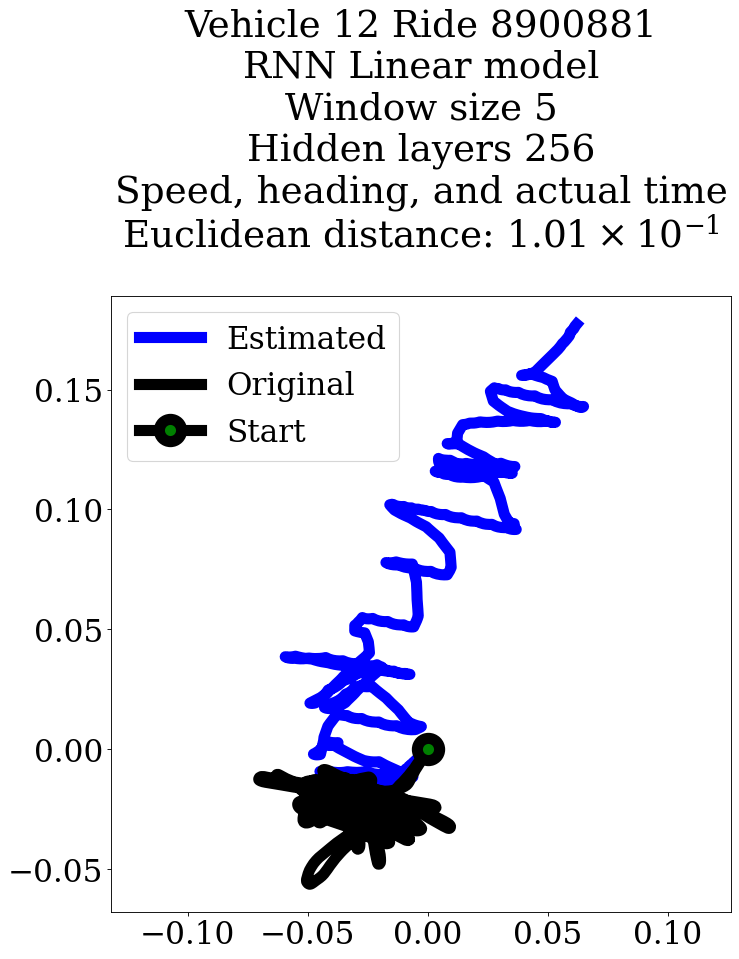 Vehicle 12 Ride 8900881
RNN Linear model
Window size 5
Hidden layers 256
Speed, heading, and actual time
Euclidean distance: 1.01 × 10⁻¹
Estimated
Original
Start
0.15
0.10
0.05
0.00
−0.05
−0.10 −0.05 0.00 0.05 0.10